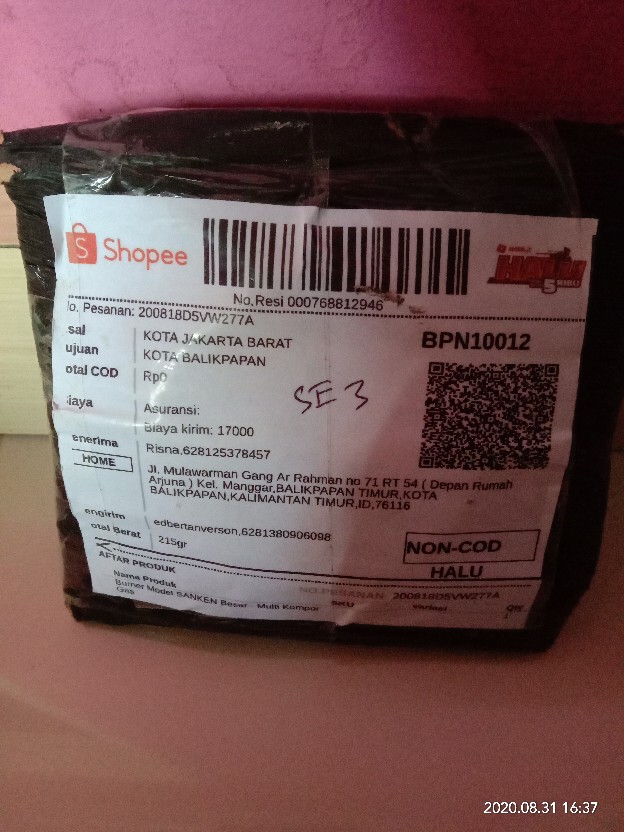 Shopee
HALU
5
No.Resi 000768812946
o. Pesanan: 200818D5VW277A
sal KOTA JAKARTA BARAT
ujuan KOTA BALIKPAPAN
BPN10012
otal COD Rp0
SE 3
iaya Asuransi:
Biaya kirim: 17000
enerima Risna,628125378457
HOME
Jl. Mulawarman Gang Ar Rahman no 71 RT 54 ( Depan Rumah
Arjuna ) Kel. Manggar,BALIKPAPAN TIMUR,KOTA
BALIKPAPAN,KALIMANTAN TIMUR,ID,76116
engirim edbertanverson,6281380906098
otal Berat 215gr
NON-COD
HALU
AFTAR PRODUK NO.PESANAN 200818D5VW277A
Nama Produk SKU Variasi
Burner Model SANKEN Besar - Multi Kompor
Gas
2020.08.31 16:37